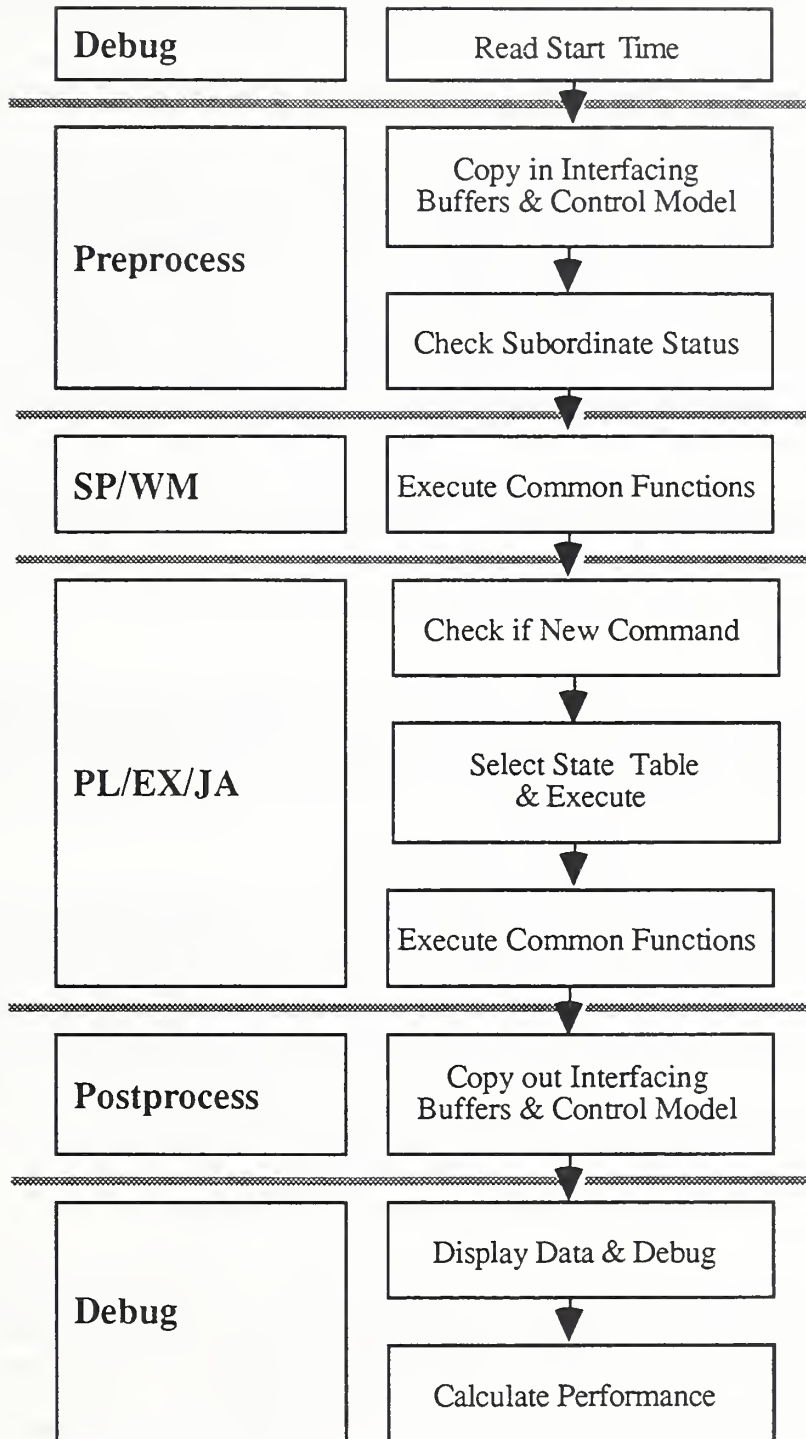 Debug
Read Start Time
Preprocess
Copy in Interfacing
Buffers & Control Model
Check Subordinate Status
SP/WM
Execute Common Functions
PL/EX/JA
Check if New Command
Select State Table
& Execute
Execute Common Functions
Postprocess
Copy out Interfacing
Buffers & Control Model
Debug
Display Data & Debug
Calculate Performance